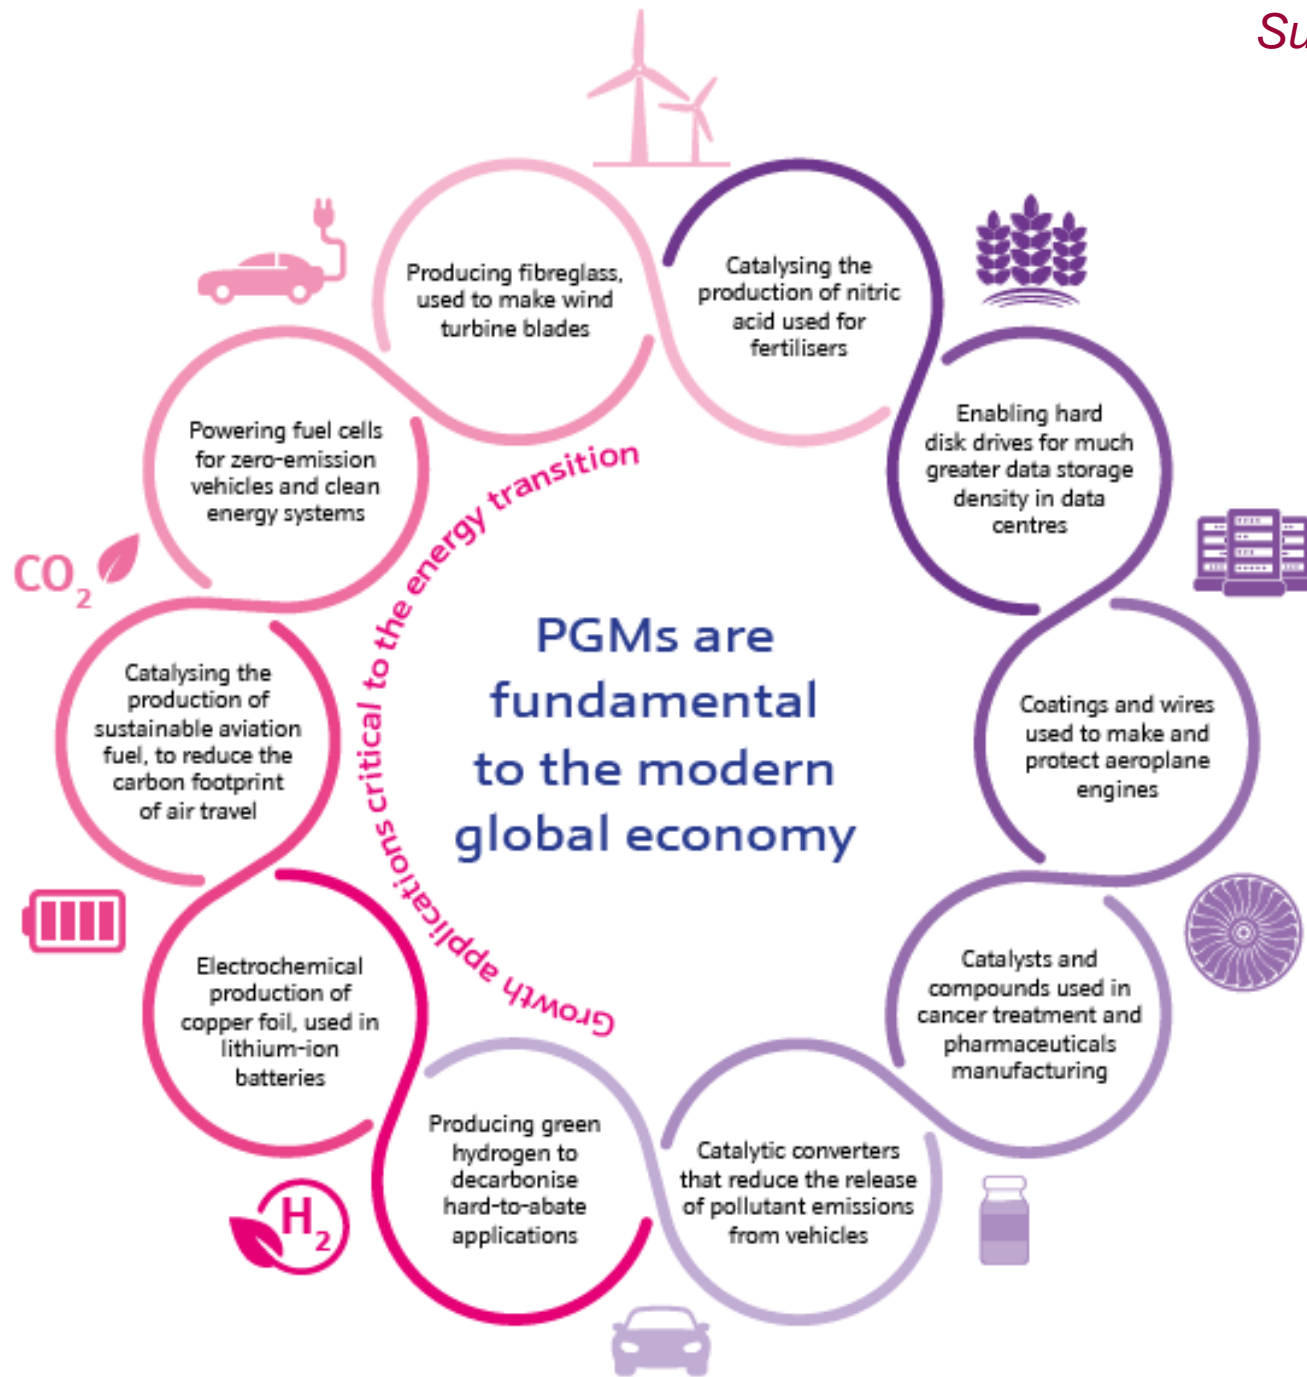 Su
Producing fibreglass,
used to make wind
turbine blades
Catalysing the
production of nitric
acid used for
fertilisers
Enabling hard
disk drives for much
greater data storage
density in data
centres
Coatings and wires
used to make and
protect aeroplane
engines
Catalysts and
compounds used in
cancer treatment and
pharmaceuticals
manufacturing
Catalytic converters
that reduce the release
of pollutant emissions
from vehicles
Producing green
hydrogen to
decarbonise
hard-to-abate
applications
H2
Electrochemical
production of
copper foil, used in
lithium-ion
batteries
Catalysing the
production of
sustainable aviation
fuel, to reduce the
carbon footprint
of air travel
CO2
Powering fuel cells
for zero-emission
vehicles and clean
energy systems
Growth applications critical to the energy transition
PGMs are
fundamental
to the modern
global economy